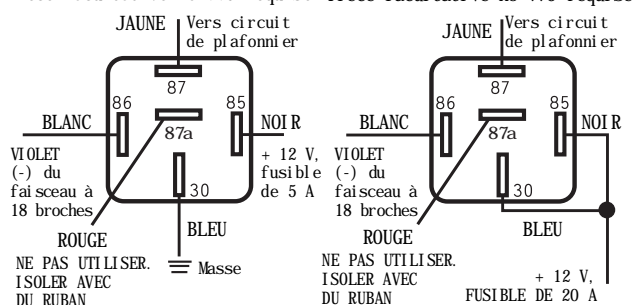 JAUNE
Vers circuit
de plafonnier
87
86
85
BLANC
87a
NOIR
VIOLET
(-) du
faisceau à
18 broches
+ 12 V,
fusible
de 5 A
30
ROUGE
BLEU
NE PAS UTILISER.
ISOLER AVEC
DU RUBAN
Masse
JAUNE
Vers circuit
de plafonnier
87
86
85
BLANC
87a
NOIR
VIOLET
(-) du
faisceau à
18 broches
30
ROUGE
BLEU
NE PAS UTILISER.
ISOLER AVEC
DU RUBAN
+ 12 V,
FUSIBLE DE 20 A